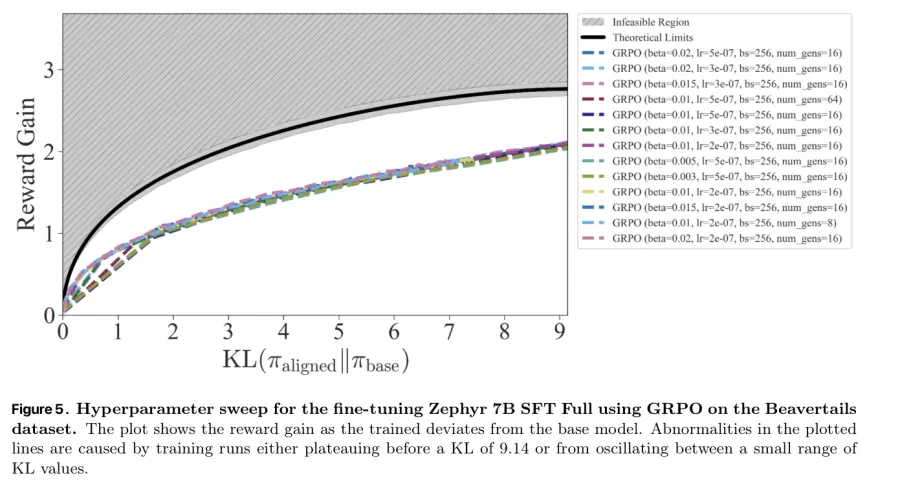 Infeasible Region
Theoretical Limits
GRPO (beta=0.02, lr=5e-07, bs=256, num_gens=16)
GRPO (beta=0.02, lr=3e-07, bs=256, num_gens=16)
GRPO (beta=0.015, lr=3e-07, bs=256, num_gens=16)
GRPO (beta=0.01, lr=5e-07, bs=256, num_gens=64)
GRPO (beta=0.01, lr=5e-07, bs=256, num_gens=16)
GRPO (beta=0.01, lr=3e-07, bs=256, num_gens=16)
GRPO (beta=0.01, lr=2e-07, bs=256, num_gens=16)
GRPO (beta=0.005, lr=5e-07, bs=256, num_gens=16)
GRPO (beta=0.003, lr=5e-07, bs=256, num_gens=16)
GRPO (beta=0.01, lr=2e-07, bs=256, num_gens=16)
GRPO (beta=0.015, lr=2e-07, bs=256, num_gens=16)
GRPO (beta=0.01, lr=2e-07, bs=256, num_gens=8)
GRPO (beta=0.02, lr=2e-07, bs=256, num_gens=16)
Reward Gain
3
2
1
0
0 1 2 3 4 5 6 7 8 9
KL(π_aligned‖π_base)
Figure 5. Hyperparameter sweep for the fine-tuning Zephyr 7B SFT Full using GRPO on the Beavertails
dataset. The plot shows the reward gain as the trained deviates from the base model. Abnormalities in the plotted
lines are caused by training runs either plateauing before a KL of 9.14 or from oscillating between a small range of
KL values.